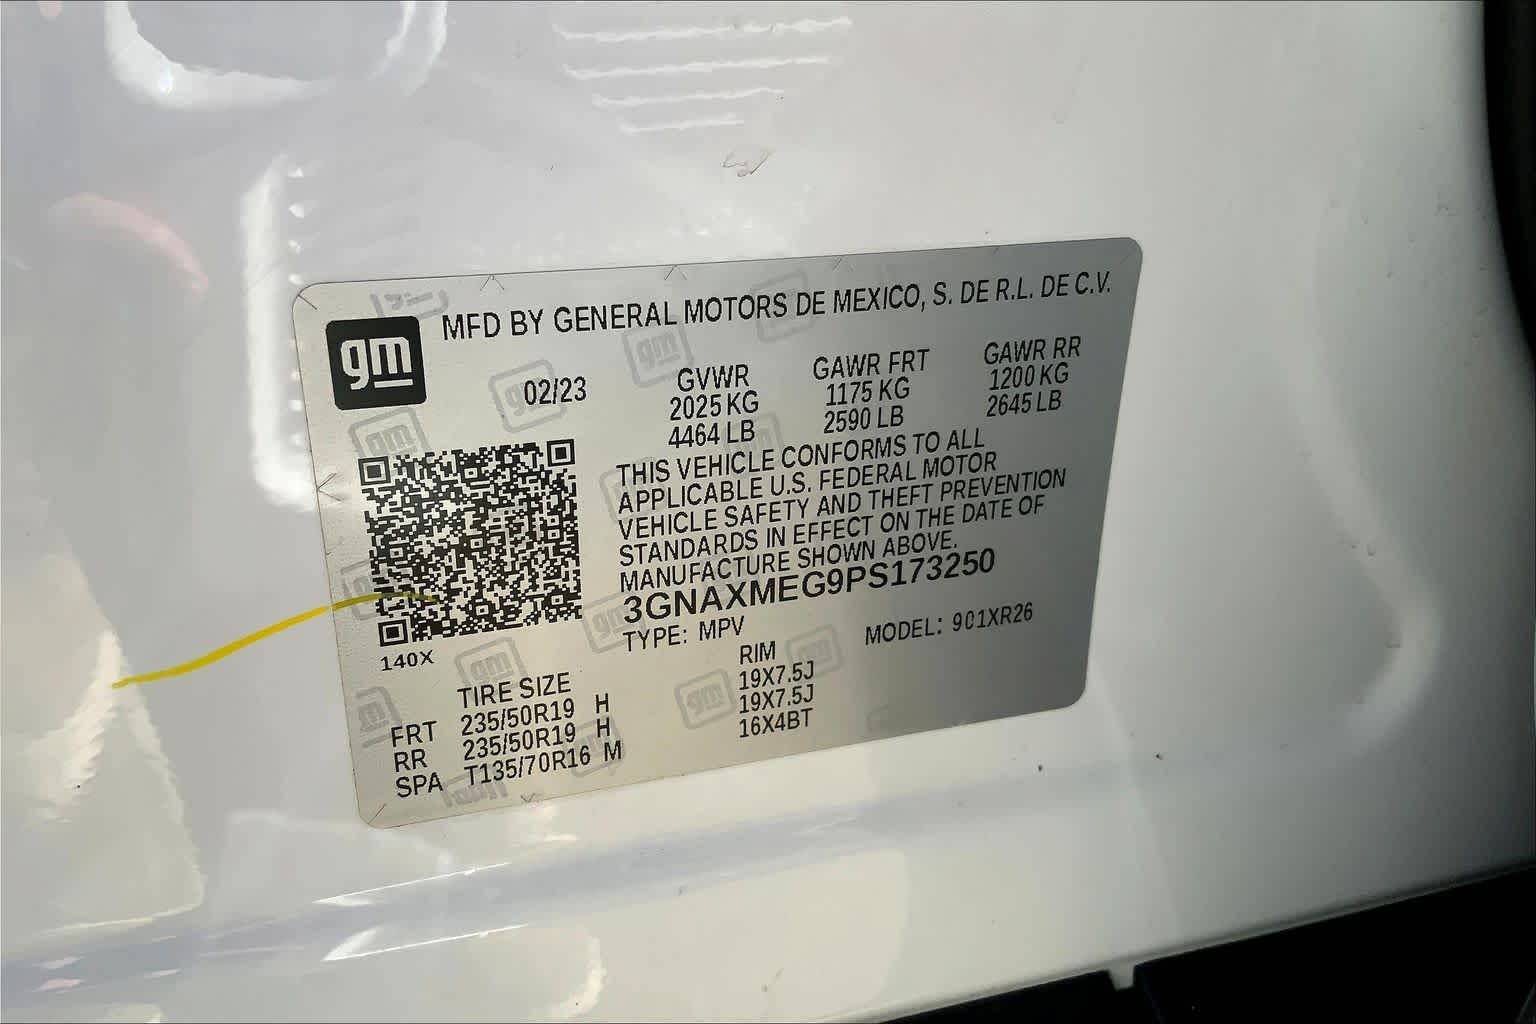 gm
MFD BY GENERAL MOTORS DE MEXICO, S. DE R.L. DE C.V.
02/23
GVWR GAWR FRT GAWR RR
2025 KG 1175 KG 1200 KG
4464 LB 2590 LB 2645 LB
THIS VEHICLE CONFORMS TO ALL
APPLICABLE U.S. FEDERAL MOTOR
VEHICLE SAFETY AND THEFT PREVENTION
STANDARDS IN EFFECT ON THE DATE OF
MANUFACTURE SHOWN ABOVE.
3GNAXMEG9PS173250
TYPE: MPV MODEL: 901XR26
140X
TIRE SIZE RIM
FRT 235/50R19 H 19X7.5J
RR 235/50R19 H 19X7.5J
SPA T135/70R16 M 16X4BT